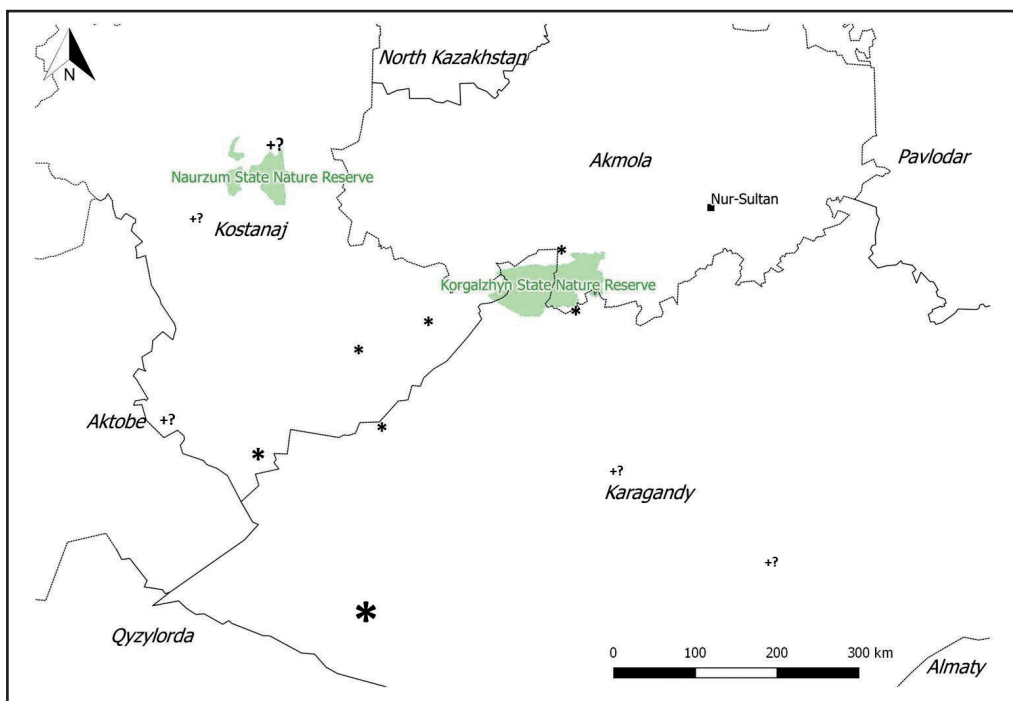 N
North Kazakhstan
+?
Akmola
Pavlodar
Naurzum State Nature Reserve
Nur-Sultan
+?
Kostanaj
*
Korgalzhyn State Nature Reserve
*
*
*
Aktobe
+?
*
*
+?
Karagandy
+?
*
Qyzylorda
0 100 200 300 km
Almaty